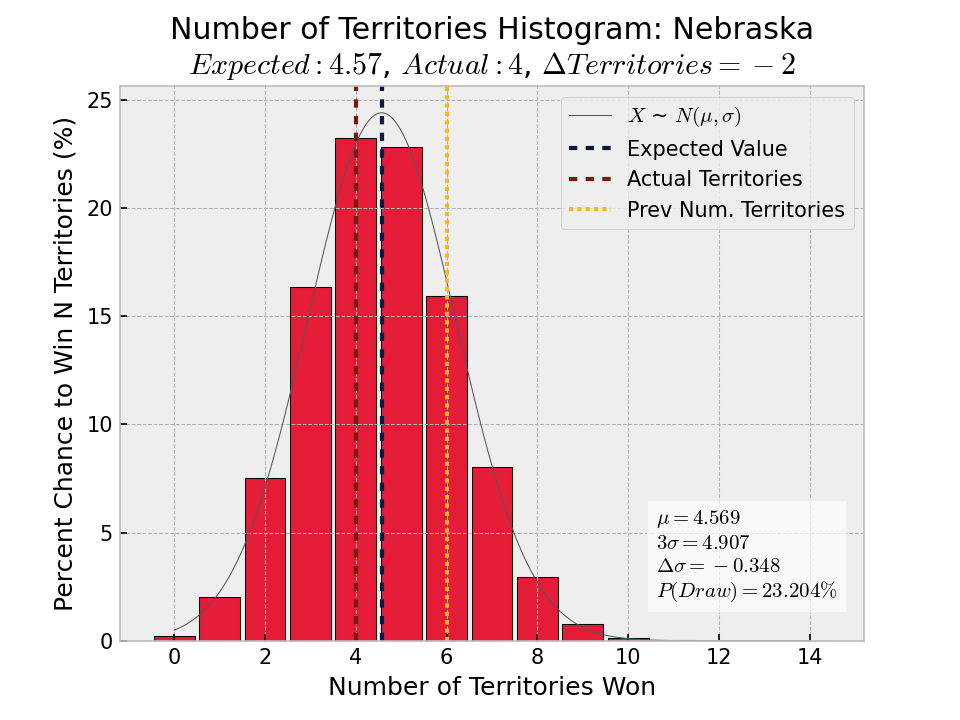 Number of Territories Histogram: Nebraska
Expected : 4.57, Actual : 4, ΔTerritories = −2
Percent Chance to Win N Territories (%)
25
20
15
10
5
0
X ~ N(μ, σ)
Expected Value
Actual Territories
Prev Num. Territories
μ = 4.569
3σ = 4.907
Δσ = −0.348
P(Draw) = 23.204%
0 2 4 6 8 10 12 14
Number of Territories Won